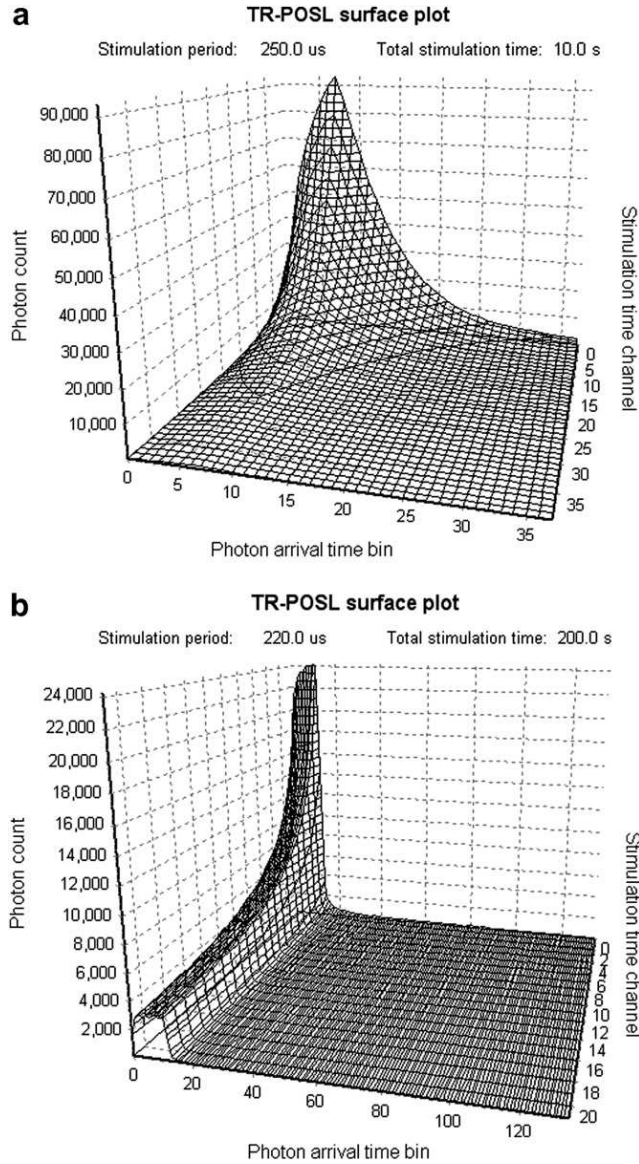 a
TR-POSL surface plot
Stimulation period: 250.0 us Total stimulation time: 10.0 s
90,000
80,000
70,000
60,000
50,000
40,000
30,000
20,000
10,000
Photon count
0 5 10 15 20 25 30 35
Photon arrival time bin
0
5
10
15
20
25
30
35
Stimulation time channel
b
TR-POSL surface plot
Stimulation period: 220.0 us Total stimulation time: 200.0 s
24,000
22,000
20,000
18,000
16,000
14,000
12,000
10,000
8,000
6,000
4,000
2,000
Photon count
0 20 40 60 80 100 120
Photon arrival time bin
0
2
4
6
8
10
12
14
16
18
20
Stimulation time channel